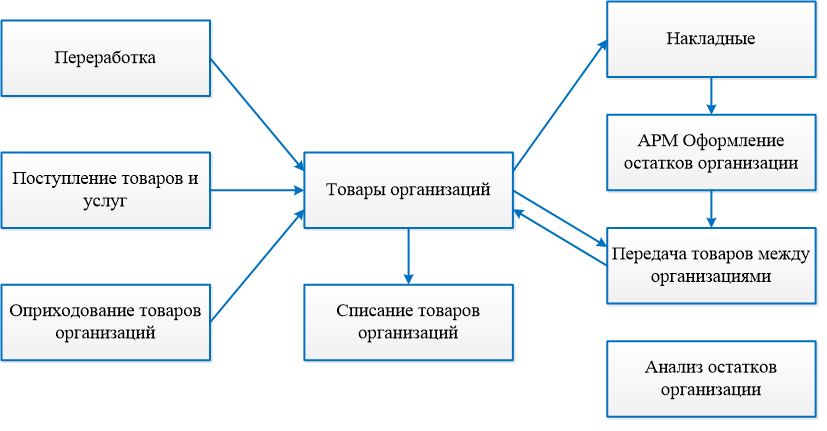 Переработка
Накладные
АРМ Оформление
остатков организации
Поступление товаров и
услуг
Товары организаций
Передача товаров между
организациями
Оприходование товаров
организаций
Списание товаров
организаций
Анализ остатков
организации